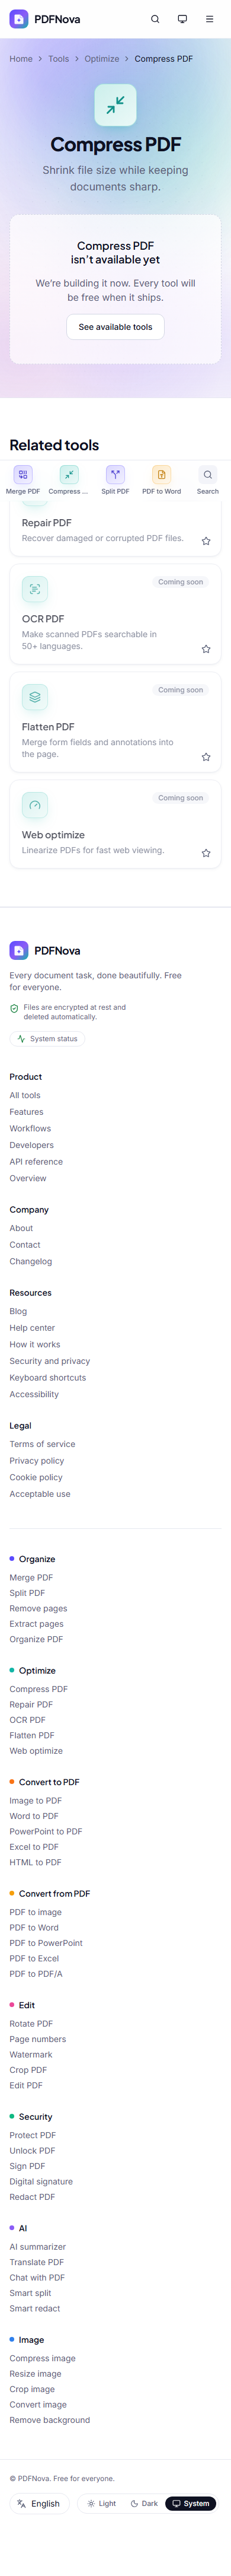 PDFNova
Home > Tools > Optimize > Compress PDF
Compress PDF
Shrink file size while keeping
documents sharp.
Compress PDF
isn't available yet
We're building it now. Every tool will
be free when it ships.
See available tools
Related tools
Merge PDF
Compress ...
Split PDF
PDF to Word
Search
Repair PDF
Recover damaged or corrupted PDF files.
Coming soon
OCR PDF
Make scanned PDFs searchable in
50+ languages.
Coming soon
Flatten PDF
Merge form fields and annotations into
the page.
Coming soon
Web optimize
Linearize PDFs for fast web viewing.
PDFNova
Every document task, done beautifully. Free
for everyone.
Files are encrypted at rest and
deleted automatically.
System status
Product
All tools
Features
Workflows
Developers
API reference
Overview
Company
About
Contact
Changelog
Resources
Blog
Help center
How it works
Security and privacy
Keyboard shortcuts
Accessibility
Legal
Terms of service
Privacy policy
Cookie policy
Acceptable use
Organize
Merge PDF
Split PDF
Remove pages
Extract pages
Organize PDF
Optimize
Compress PDF
Repair PDF
OCR PDF
Flatten PDF
Web optimize
Convert to PDF
Image to PDF
Word to PDF
PowerPoint to PDF
Excel to PDF
HTML to PDF
Convert from PDF
PDF to image
PDF to Word
PDF to PowerPoint
PDF to Excel
PDF to PDF/A
Edit
Rotate PDF
Page numbers
Watermark
Crop PDF
Edit PDF
Security
Protect PDF
Unlock PDF
Sign PDF
Digital signature
Redact PDF
AI
AI summarizer
Translate PDF
Chat with PDF
Smart split
Smart redact
Image
Compress image
Resize image
Crop image
Convert image
Remove background
© PDFNova. Free for everyone.
English
Light
Dark
System